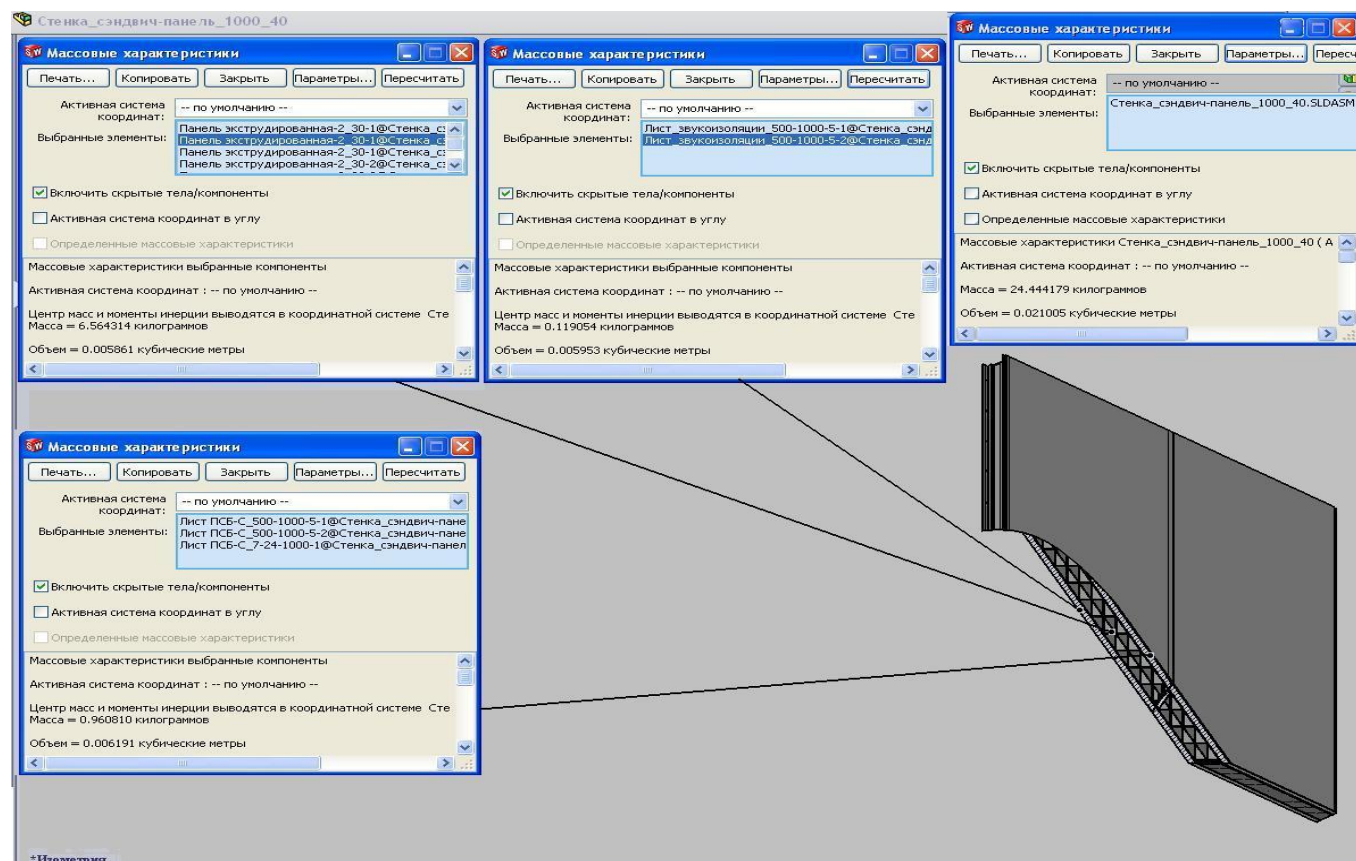 Стенка_сэндвич-панель_1000_40
Массовые характеристики
Печать... Копировать Закрыть Параметры... Пересчитать
Активная система координат:
-- по умолчанию --
Выбранные элементы:
Панель экструдированная-2_30-1@Стенка_сэ
Панель экструдированная-2_30-1@Стенка_сэ
Панель экструдированная-2_30-1@Стенка_сэ
Панель экструдированная-2_30-2@Стенка_сэ
Включить скрытые тела/компоненты
Активная система координат в углу
Определенные массовые характеристики
Массовые характеристики выбранные компоненты
Активная система координат : -- по умолчанию --
Центр масс и моменты инерции выводятся в координатной системе Сте
Масса = 6.564314 килограммов
Объем = 0.005861 кубические метры
Массовые характеристики
Печать... Копировать Закрыть Параметры... Пересчитать
Активная система координат:
-- по умолчанию --
Выбранные элементы:
Лист_звукоизоляции_500-1000-5-1@Стенка_сэнд
Лист_звукоизоляции_500-1000-5-2@Стенка_сэнд
Включить скрытые тела/компоненты
Активная система координат в углу
Определенные массовые характеристики
Массовые характеристики выбранные компоненты
Активная система координат : -- по умолчанию --
Центр масс и моменты инерции выводятся в координатной системе Сте
Масса = 0.119054 килограммов
Объем = 0.005953 кубические метры
Массовые характеристики
Печать... Копировать Закрыть Параметры... Пересч
Активная система координат:
-- по умолчанию --
Выбранные элементы:
Стенка_сэндвич-панель_1000_40.SLDASM
Включить скрытые тела/компоненты
Активная система координат в углу
Определенные массовые характеристики
Массовые характеристики Стенка_сэндвич-панель_1000_40 ( A
Активная система координат : -- по умолчанию --
Масса = 24.444179 килограммов
Объем = 0.021005 кубические метры
Массовые характеристики
Печать... Копировать Закрыть Параметры... Пересчитать
Активная система координат:
-- по умолчанию --
Выбранные элементы:
Лист ПСБ-С_500-1000-5-1@Стенка_сэндвич-пане
Лист ПСБ-С_500-1000-5-2@Стенка_сэндвич-пане
Лист ПСБ-С_7-24-1000-1@Стенка_сэндвич-панел
Включить скрытые тела/компоненты
Активная система координат в углу
Определенные массовые характеристики
Массовые характеристики выбранные компоненты
Активная система координат : -- по умолчанию --
Центр масс и моменты инерции выводятся в координатной системе Сте
Масса = 0.960810 килограммов
Объем = 0.006191 кубические метры
*Изометрия